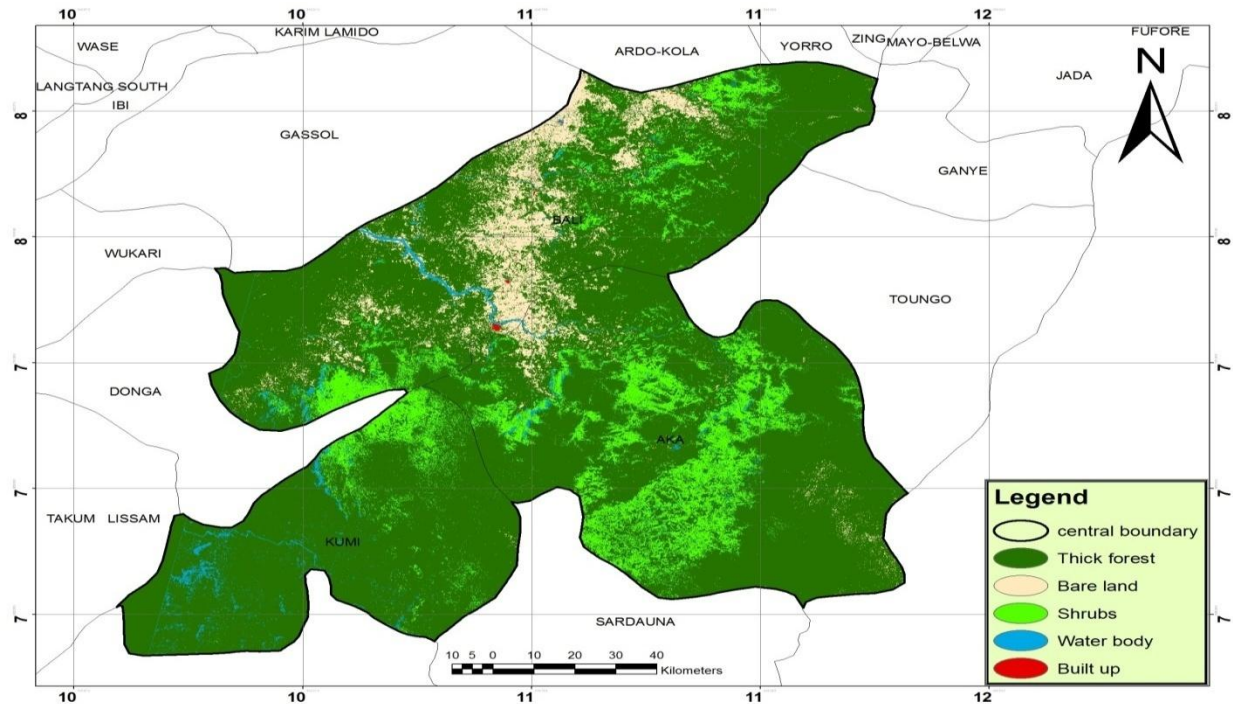 10 10 11 11 12
WASE
KARIM LAMIDO
ARDO-KOLA
YORRO
ZING
MAYO-BELWA
FUFORE
LANGTANG SOUTH
IBI
JADA
N
8 8
GASSOL
GANYE
BALI
8 8
WUKARI
TOUNGO
7 7
DONGA
AKA
7 7
TAKUM LISSAM
KUMI
7 7
SARDAUNA
10 5 0 10 20 30 40
Kilometers
Legend
central boundary
Thick forest
Bare land
Shrubs
Water body
Built up
10 10 11 11 12